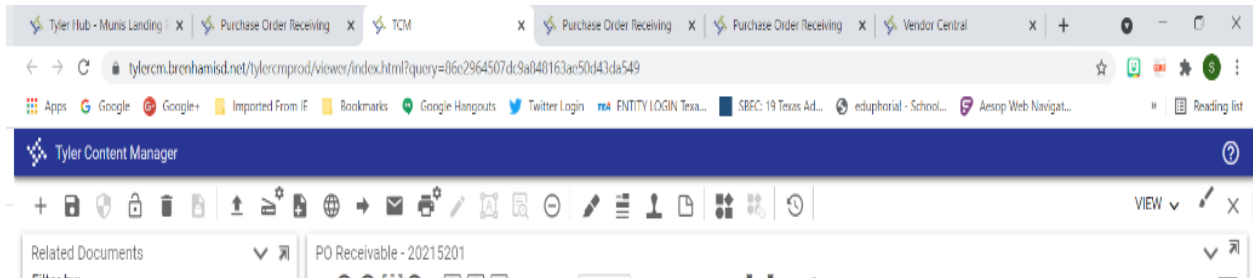 Tyler Hub - Munis Landing P Purchase Order Receiving TCM Purchase Order Receiving Purchase Order Receiving Vendor Central
tylercm.brenhamisd.net/tylercmprod/viewer/index.html?query=86e2964507dc9a848163ae50d43da549
Apps Google Google+ Imported From IE Bookmarks Google Hangouts Twitter Login TEA ENTITY LOGIN Texa... SBEC: 19 Texas Ad... eduphoria! - School... Aesop Web Navigat... » Reading list
Tyler Content Manager
VIEW
Related Documents PO Receivable - 20215201